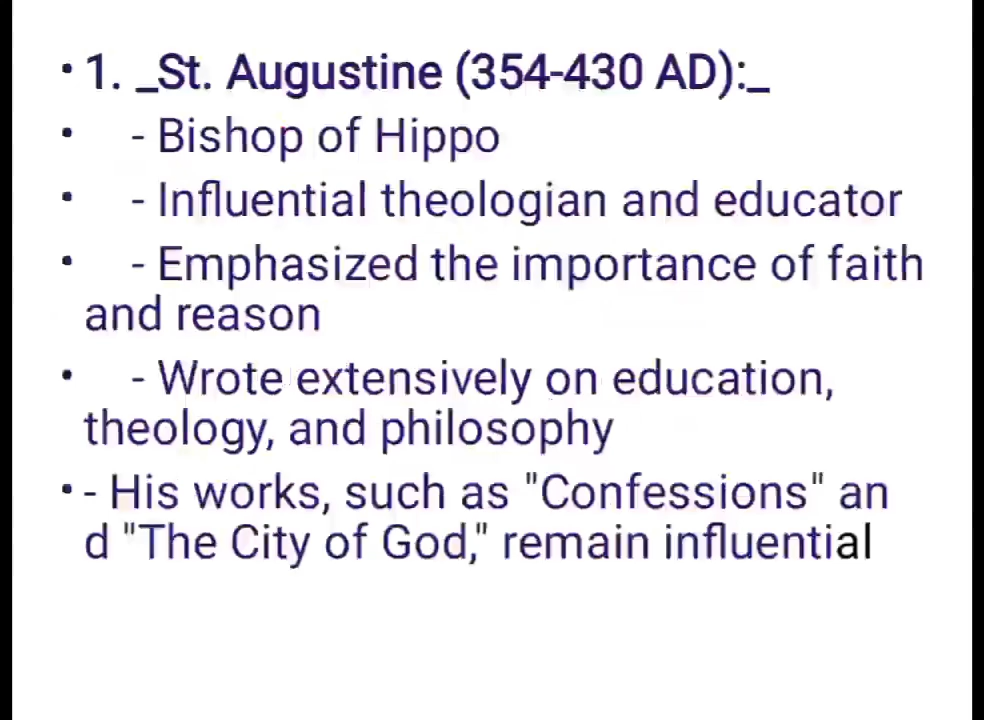 • 1. _St. Augustine (354-430 AD):_
• - Bishop of Hippo
• - Influential theologian and educator
• - Emphasized the importance of faith
and reason
• - Wrote extensively on education,
theology, and philosophy
• - His works, such as "Confessions" an
d "The City of God," remain influential